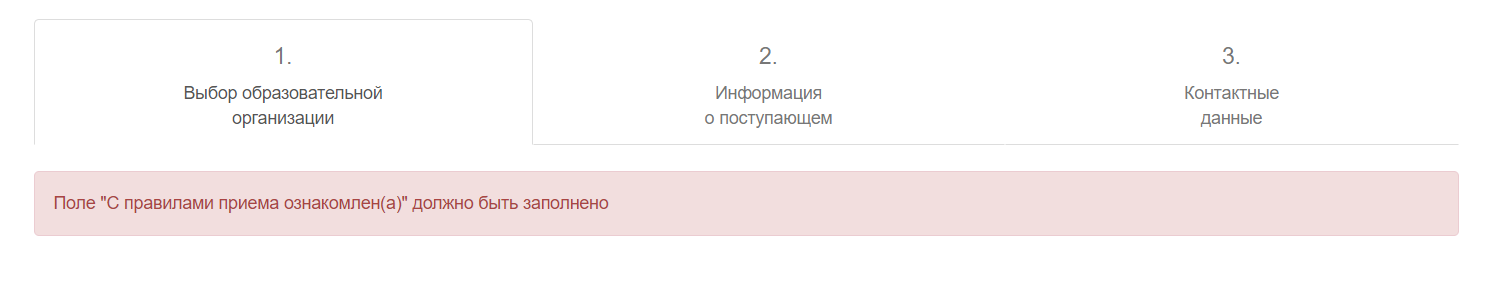 1.
Выбор образовательной
организации
2.
Информация
о поступающем
3.
Контактные
данные
Поле "С правилами приема ознакомлен(а)" должно быть заполнено